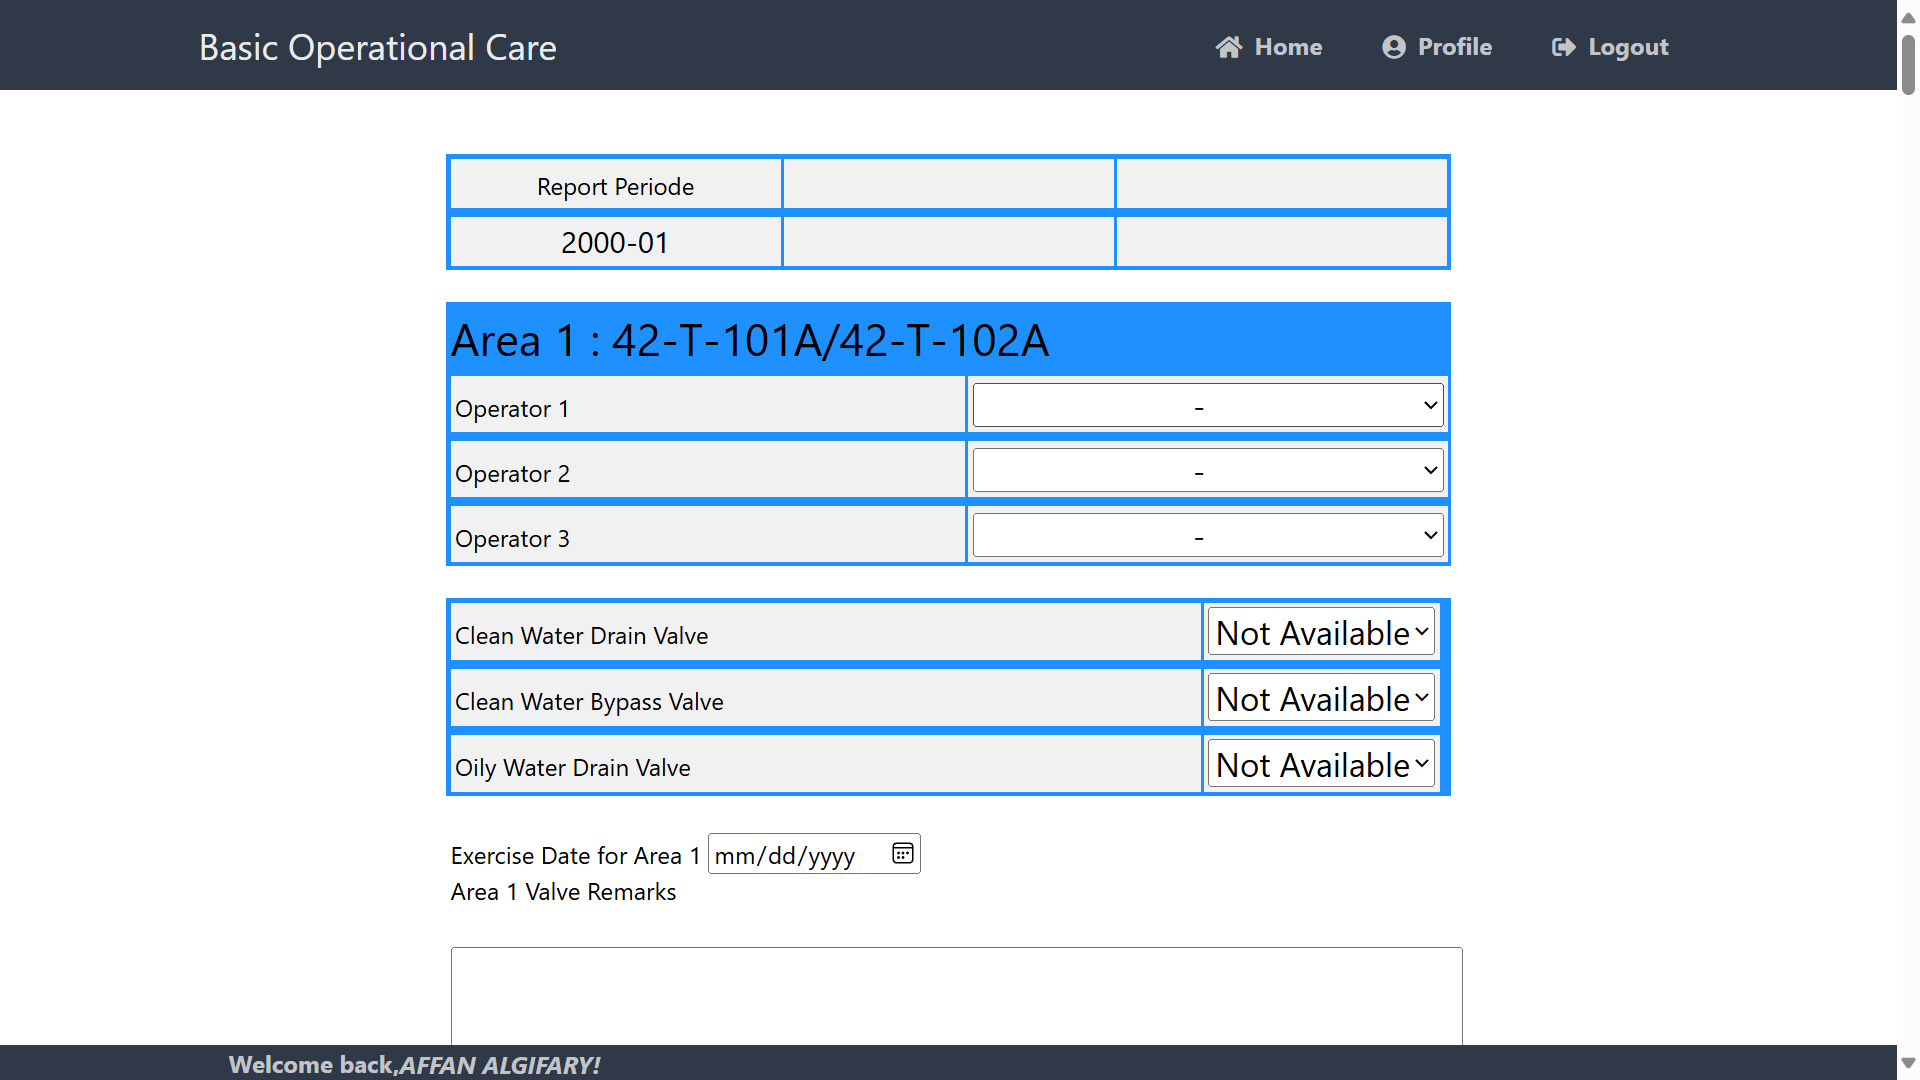 Basic Operational Care
Home Profile Logout
Report Periode
2000-01
Area 1 : 42-T-101A/42-T-102A
Operator 1 -
Operator 2 -
Operator 3 -
Clean Water Drain Valve Not Available
Clean Water Bypass Valve Not Available
Oily Water Drain Valve Not Available
Exercise Date for Area 1 mm/dd/yyyy
Area 1 Valve Remarks
Welcome back,AFFAN ALGIFARY!